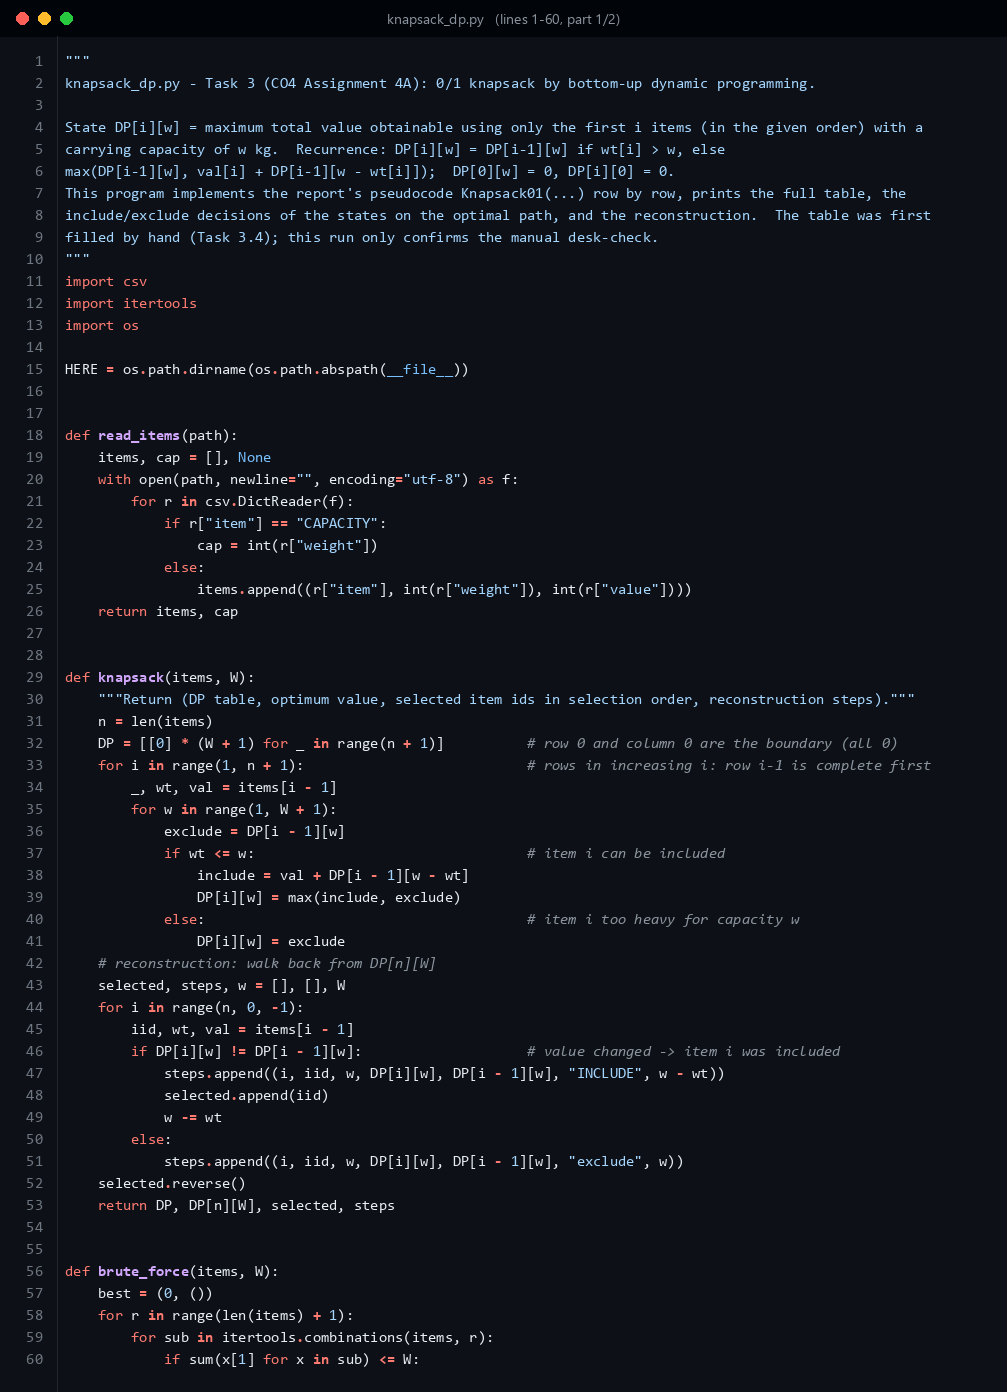 knapsack_dp.py   (lines 1-60, part 1/2)
1 """
2 knapsack_dp.py - Task 3 (CO4 Assignment 4A): 0/1 knapsack by bottom-up dynamic programming.
3
4 State DP[i][w] = maximum total value obtainable using only the first i items (in the given order) with a
5 carrying capacity of w kg.  Recurrence: DP[i][w] = DP[i-1][w] if wt[i] > w, else
6 max(DP[i-1][w], val[i] + DP[i-1][w - wt[i]]);  DP[0][w] = 0, DP[i][0] = 0.
7 This program implements the report's pseudocode Knapsack01(...) row by row, prints the full table, the
8 include/exclude decisions of the states on the optimal path, and the reconstruction.  The table was first
9 filled by hand (Task 3.4); this run only confirms the manual desk-check.
10 """
11 import csv
12 import itertools
13 import os
14
15 HERE = os.path.dirname(os.path.abspath(__file__))
16
17
18 def read_items(path):
19     items, cap = [], None
20     with open(path, newline="", encoding="utf-8") as f:
21         for r in csv.DictReader(f):
22             if r["item"] == "CAPACITY":
23                 cap = int(r["weight"])
24             else:
25                 items.append((r["item"], int(r["weight"]), int(r["value"])))
26     return items, cap
27
28
29 def knapsack(items, W):
30     """Return (DP table, optimum value, selected item ids in selection order, reconstruction steps)."""
31     n = len(items)
32     DP = [[0] * (W + 1) for _ in range(n + 1)]          # row 0 and column 0 are the boundary (all 0)
33     for i in range(1, n + 1):                           # rows in increasing i: row i-1 is complete first
34         _, wt, val = items[i - 1]
35         for w in range(1, W + 1):
36             exclude = DP[i - 1][w]
37             if wt <= w:                                 # item i can be included
38                 include = val + DP[i - 1][w - wt]
39                 DP[i][w] = max(include, exclude)
40             else:                                       # item i too heavy for capacity w
41                 DP[i][w] = exclude
42     # reconstruction: walk back from DP[n][W]
43     selected, steps, w = [], [], W
44     for i in range(n, 0, -1):
45         iid, wt, val = items[i - 1]
46         if DP[i][w] != DP[i - 1][w]:                    # value changed -> item i was included
47             steps.append((i, iid, w, DP[i][w], DP[i - 1][w], "INCLUDE", w - wt))
48             selected.append(iid)
49             w -= wt
50         else:
51             steps.append((i, iid, w, DP[i][w], DP[i - 1][w], "exclude", w))
52     selected.reverse()
53     return DP, DP[n][W], selected, steps
54
55
56 def brute_force(items, W):
57     best = (0, ())
58     for r in range(len(items) + 1):
59         for sub in itertools.combinations(items, r):
60             if sum(x[1] for x in sub) <= W: